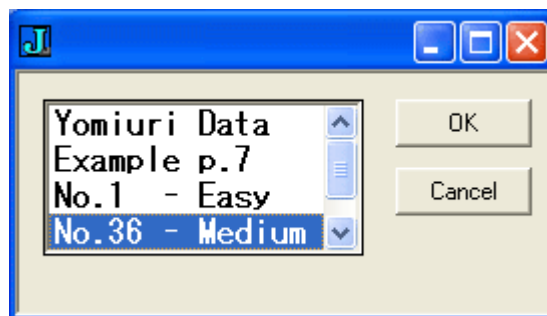 J
Yomiuri Data
Example p.7
No.1  - Easy
No.36 - Medium
OK
Cancel